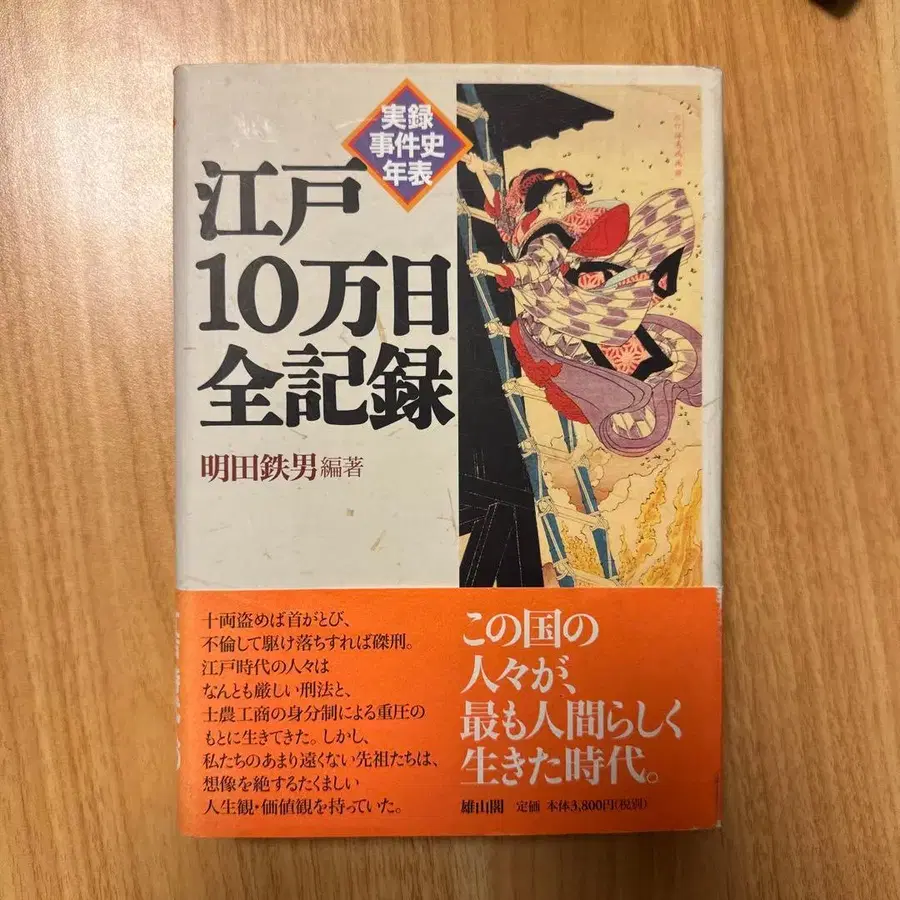 実録
事件史
年表
江戸
10万日
全記録
明田鉄男編著
十両盗めば首がとび、
不倫して駆け落ちすれば磔刑。
江戸時代の人々は
なんとも厳しい刑法と、
士農工商の身分制による重圧の
もとに生きてきた。しかし、
私たちのあまり遠くない先祖たちは、
想像を絶するたくましい
人生観・価値観を持っていた。
この国の
人々が、
最も人間らしく
生きた時代。
雄山閣 定価 本体3,800円(税別)